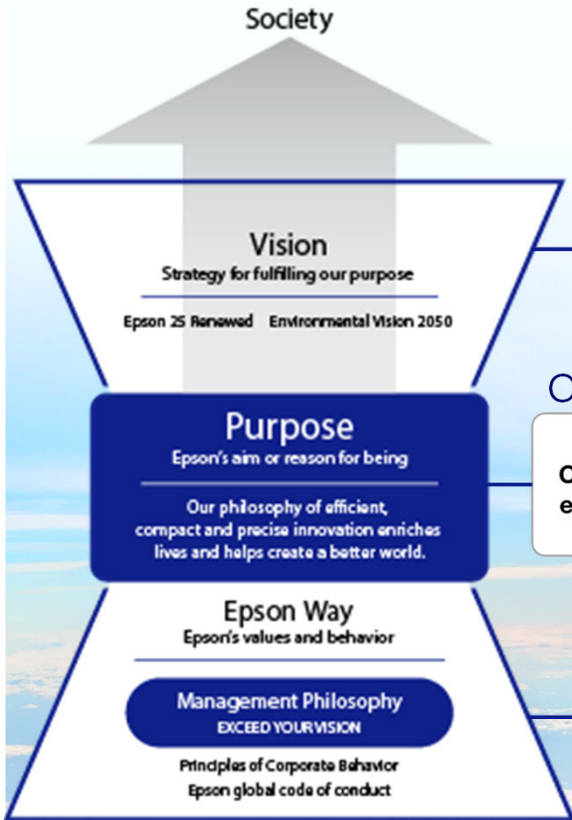 Society
Vision
Strategy for fulfilling our purpose
Epson 25 Renewed Environmental Vision 2050
Purpose
Epson's aim or reason for being
Our philosophy of efficient,
compact and precise innovation enriches
lives and helps create a better world.
Epson Way
Epson's values and behavior
Management Philosophy
EXCEED YOUR VISION
Principles of Corporate Behavior
Epson global code of conduct